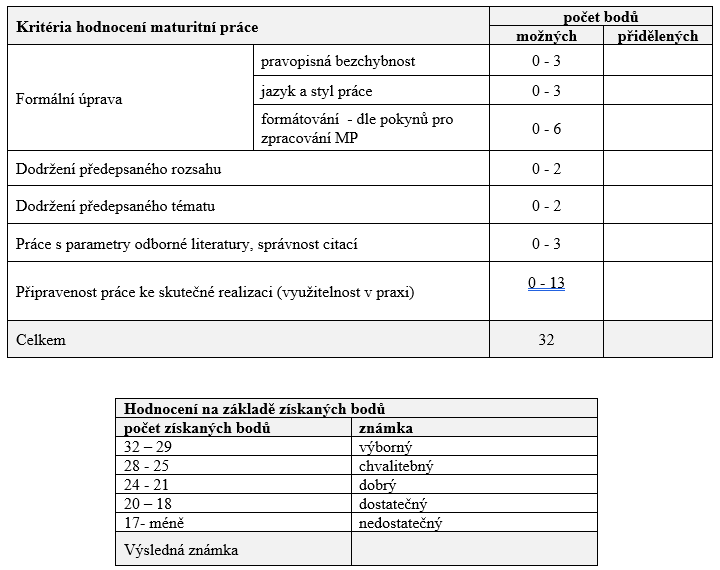 Kritéria hodnocení maturitní práce
počet bodů
možných přidělených
Formální úprava
pravopisná bezchybnost 0 - 3
jazyk a styl práce 0 - 3
formátování - dle pokynů pro
zpracování MP 0 - 6
Dodržení předepsaného rozsahu 0 - 2
Dodržení předepsaného tématu 0 - 2
Práce s parametry odborné literatury, správnost citací 0 - 3
Připravenost práce ke skutečné realizaci (využitelnost v praxi) 0 - 13
Celkem 32
Hodnocení na základě získaných bodů
počet získaných bodů známka
32 – 29 výborný
28 - 25 chvalitebný
24 - 21 dobrý
20 – 18 dostatečný
17- méně nedostatečný
Výsledná známka